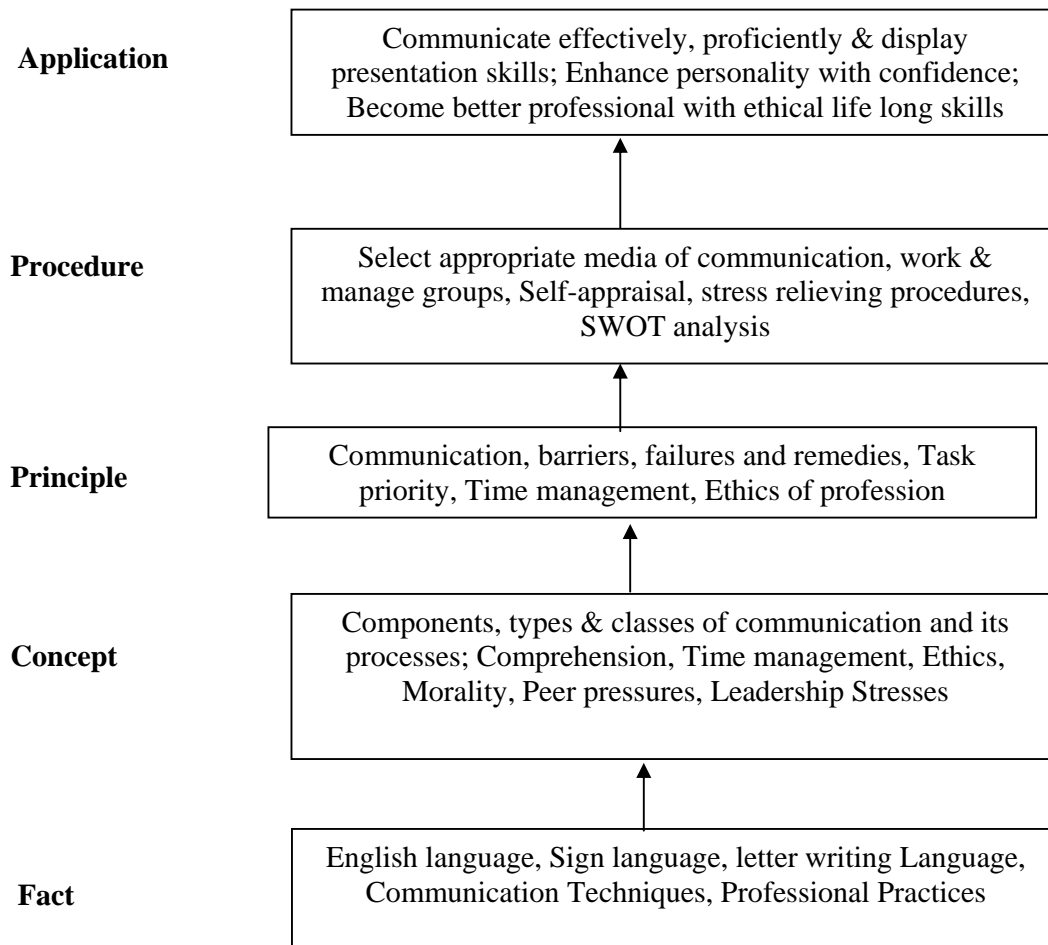 Application
Communicate effectively, proficiently & display
presentation skills; Enhance personality with confidence;
Become better professional with ethical life long skills
Procedure
Select appropriate media of communication, work &
manage groups, Self-appraisal, stress relieving procedures,
SWOT analysis
Principle
Communication, barriers, failures and remedies, Task
priority, Time management, Ethics of profession
Concept
Components, types & classes of communication and its
processes; Comprehension, Time management, Ethics,
Morality, Peer pressures, Leadership Stresses
Fact
English language, Sign language, letter writing Language,
Communication Techniques, Professional Practices